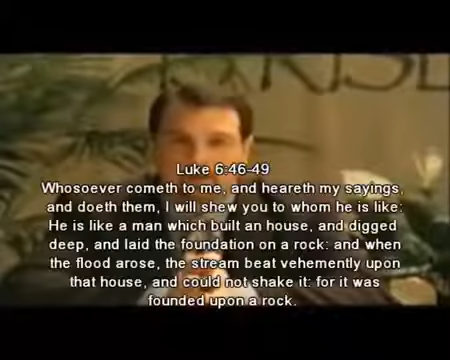 RISE
Luke 6:46-49
Whosoever cometh to me, and heareth my sayings,
and doeth them, I will shew you to whom he is like:
He is like a man which built an house, and digged
deep, and laid the foundation on a rock: and when
the flood arose, the stream beat vehemently upon
that house, and could not shake it: for it was
founded upon a rock.